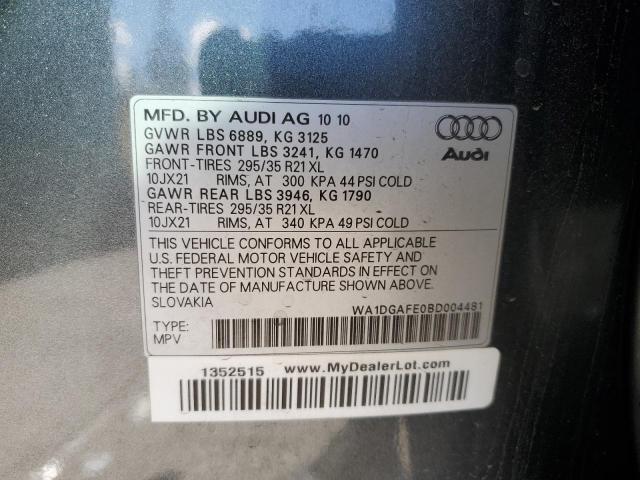 MFD. BY AUDI AG 10 10
GVWR LBS 6889, KG 3125
GAWR FRONT LBS 3241, KG 1470
FRONT-TIRES 295/35 R21 XL
10JX21 RIMS, AT 300 KPA 44 PSI COLD
GAWR REAR LBS 3946, KG 1790
REAR-TIRES 295/35 R21 XL
10JX21 RIMS, AT 340 KPA 49 PSI COLD
Audi
THIS VEHICLE CONFORMS TO ALL APPLICABLE
U.S. FEDERAL MOTOR VEHICLE SAFETY AND
THEFT PREVENTION STANDARDS IN EFFECT ON
THE DATE OF MANUFACTURE SHOWN ABOVE.
SLOVAKIA
WA1DGAFE0BD004481
TYPE:
MPV
1352515 www.MyDealerLot.com